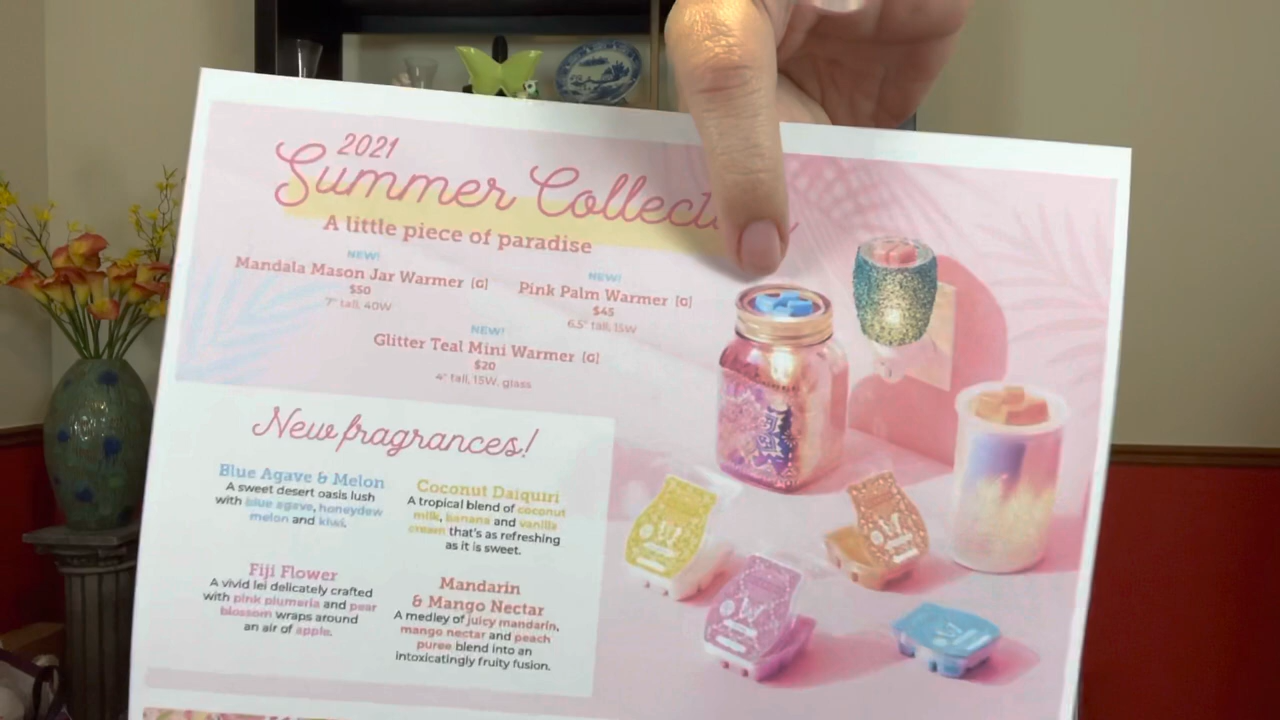 2021
Summer Collect
A little piece of paradise
NEW!
Mandala Mason Jar Warmer [G]
$50
7" tall, 40W
NEW!
Pink Palm Warmer [G]
$45
6.5" tall, 15W
NEW!
Glitter Teal Mini Warmer [G]
$20
4" tall, 15W, glass
New fragrances!
Blue Agave & Melon
A sweet desert oasis lush
with blue agave, honeydew
melon and kiwi.
Coconut Daiquiri
A tropical blend of coconut
milk, banana and vanilla
cream that's as refreshing
as it is sweet.
Fiji Flower
A vivid lei delicately crafted
with pink plumeria and pear
blossom wraps around
an air of apple.
Mandarin
& Mango Nectar
A medley of juicy mandarin,
mango nectar and peach
puree blend into an
intoxicatingly fruity fusion.